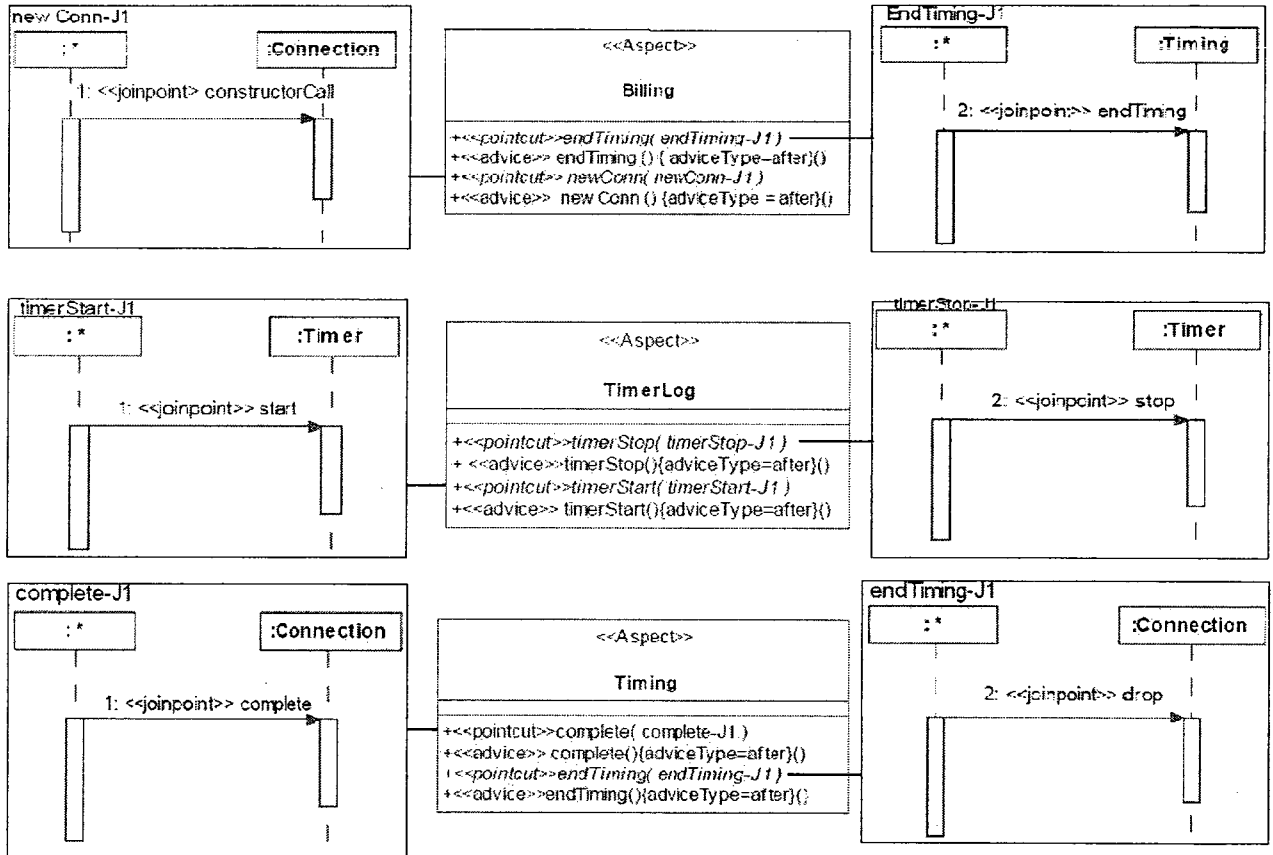 new Conn-J1
:*
:Connection
1: <<joinpoint> constructorCall
<<Aspect>>
Billing
+<<pointcut>>endTiming( endTiming-J1 )
+<<advice>> endTiming () { adviceType=after}()
+<<pointcut>> newConn( newConn-J1 )
+<<advice>> new Conn () {adviceType = after}()
EndTiming-J1
:*
:Timing
2: <<joinpoint>> endTiming
timerStart-J1
:*
:Timer
1: <<joinpoint>> start
<<Aspect>>
TimerLog
+<<pointcut>>timerStop( timerStop-J1 )
+ <<advice>>timerStop(){adviceType=after}()
+<<pointcut>>timerStart( timerStart-J1 )
+<<advice>> timerStart(){adviceType=after}()
timerStop-J1
:*
:Timer
2: <<joinpoint>> stop
complete-J1
:*
:Connection
1: <<joinpoint>> complete
<<Aspect>>
Timing
+<<pointcut>>complete( complete-J1 )
+<<advice>> complete(){adviceType=after}()
+<<pointcut>>endTiming( endTiming-J1 )
+<<advice>>endTiming(){adviceType=after}()
endTiming-J1
:*
:Connection
2: <<joinpoint>> drop